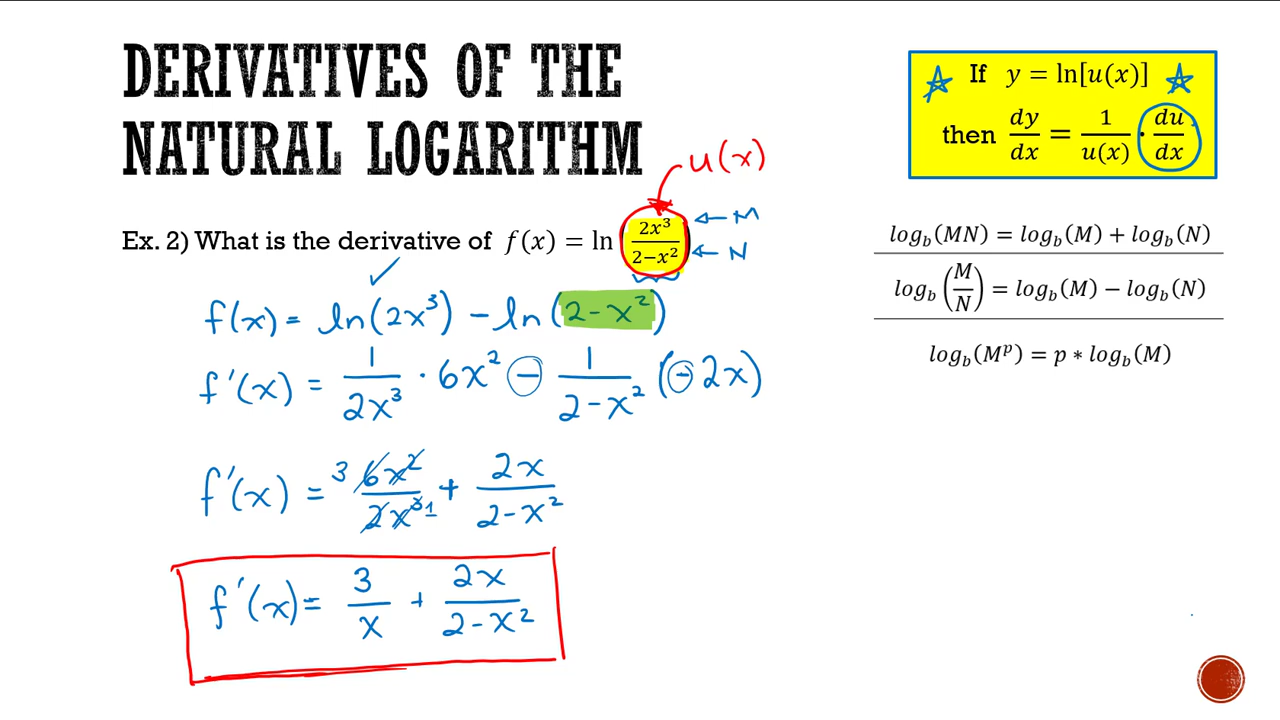 DERIVATIVES OF THE
NATURAL LOGARITHM
u(x)
Ex. 2) What is the derivative of f(x) = ln (2x³/(2−x²))
← M
← N
f(x) = ln(2x³) − ln(2−x²)
f'(x) = 1/(2x³) · 6x² − 1/(2−x²) (−2x)
f'(x) = 3 6x²/(2x³) 1 + 2x/(2−x²)
f'(x) = 3/x + 2x/(2−x²)
If y = ln[u(x)]
then dy/dx = 1/u(x) · du/dx
log_b(MN) = log_b(M) + log_b(N)
log_b(M/N) = log_b(M) − log_b(N)
log_b(M^p) = p * log_b(M)